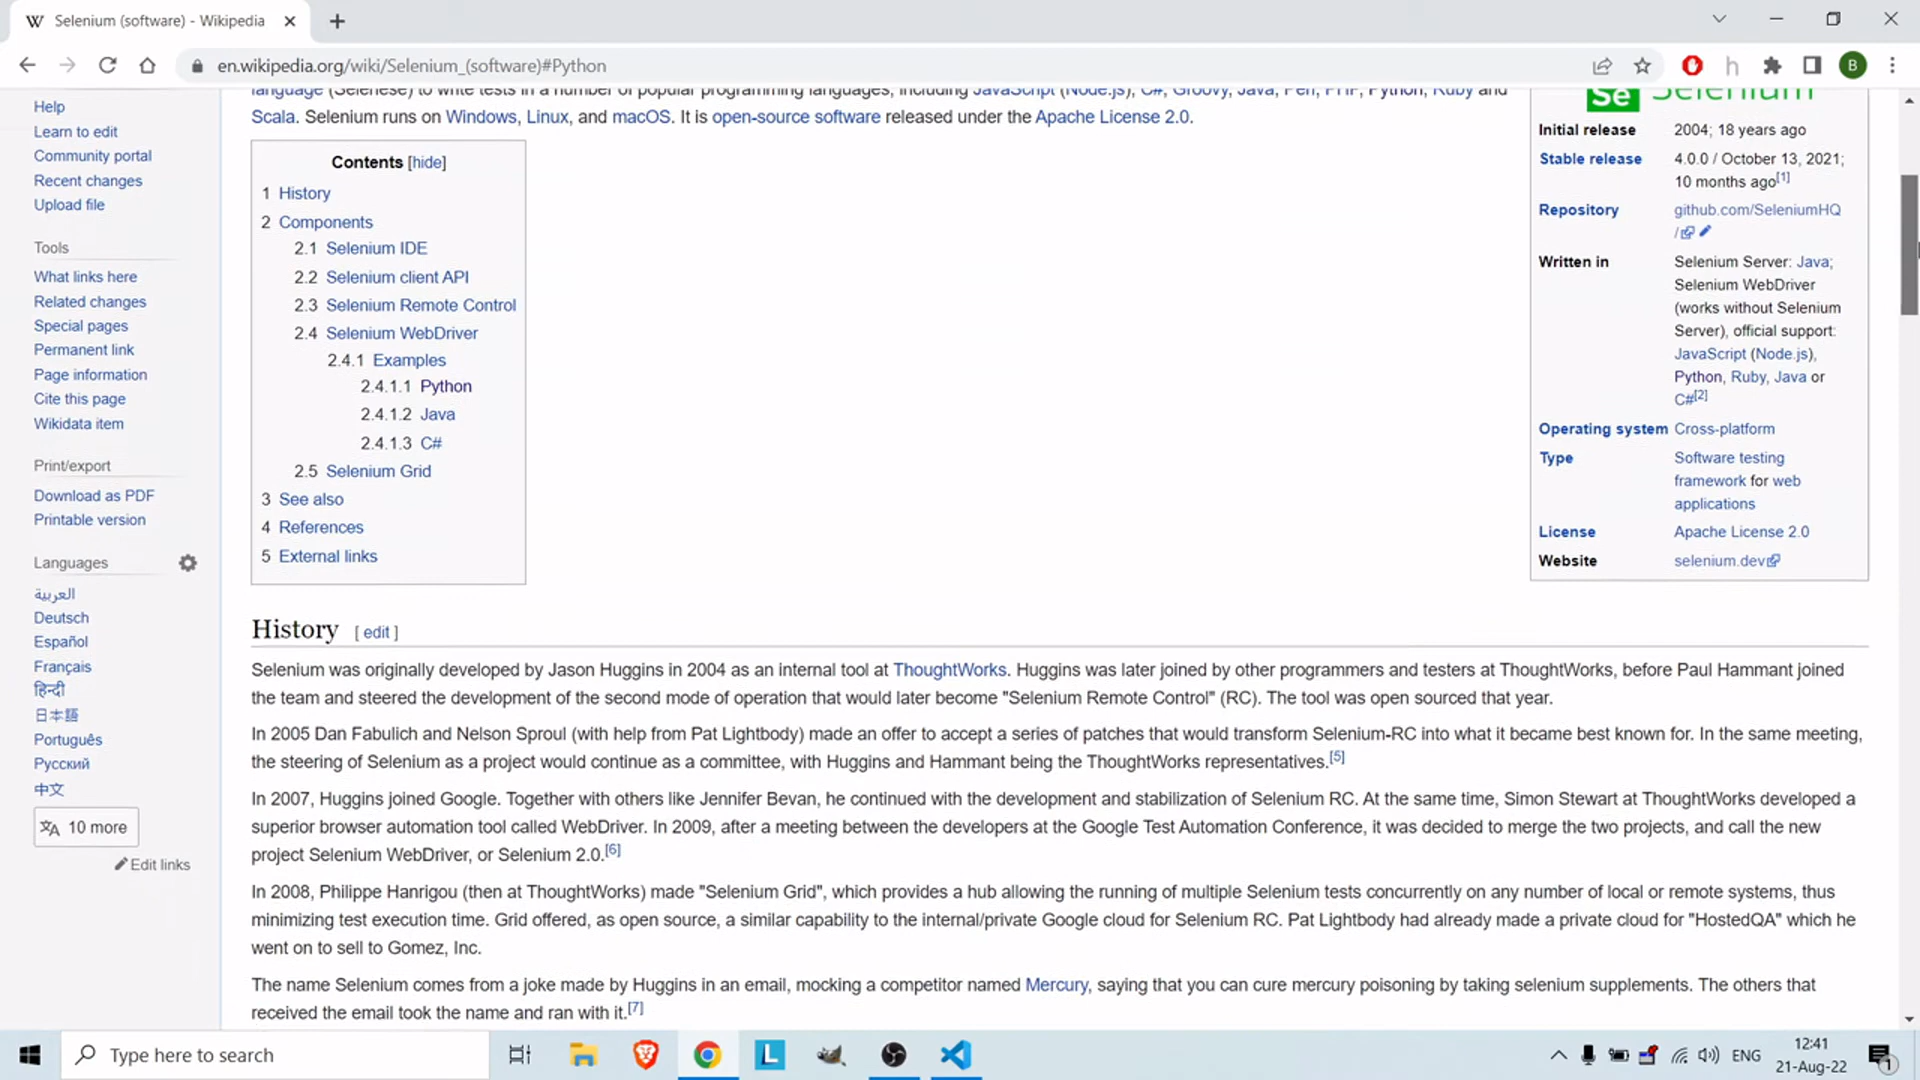 Selenium (software) - Wikipedia
en.wikipedia.org/wiki/Selenium_(software)#Python
B
Help
Learn to edit
Community portal
Recent changes
Upload file
Tools
What links here
Related changes
Special pages
Permanent link
Page information
Cite this page
Wikidata item
Print/export
Download as PDF
Printable version
Languages
العربية
Deutsch
Español
Français
हिन्दी
日本語
Português
Русский
中文
10 more
Edit links
language (Selenese) to write tests in a number of popular programming languages, including JavaScript (Node.js), C#, Groovy, Java, Perl, PHP, Python, Ruby and
Scala. Selenium runs on Windows, Linux, and macOS. It is open-source software released under the Apache License 2.0.
Contents [hide]
1 History
2 Components
2.1 Selenium IDE
2.2 Selenium client API
2.3 Selenium Remote Control
2.4 Selenium WebDriver
2.4.1 Examples
2.4.1.1 Python
2.4.1.2 Java
2.4.1.3 C#
2.5 Selenium Grid
3 See also
4 References
5 External links
Se Selenium
Initial release 2004; 18 years ago
Stable release 4.0.0 / October 13, 2021;
10 months ago[1]
Repository github.com/SeleniumHQ
/
Written in Selenium Server: Java;
Selenium WebDriver
(works without Selenium
Server), official support:
JavaScript (Node.js),
Python, Ruby, Java or
C#[2]
Operating system Cross-platform
Type Software testing
framework for web
applications
License Apache License 2.0
Website selenium.dev
History [ edit ]
Selenium was originally developed by Jason Huggins in 2004 as an internal tool at ThoughtWorks. Huggins was later joined by other programmers and testers at ThoughtWorks, before Paul Hammant joined
the team and steered the development of the second mode of operation that would later become "Selenium Remote Control" (RC). The tool was open sourced that year.
In 2005 Dan Fabulich and Nelson Sproul (with help from Pat Lightbody) made an offer to accept a series of patches that would transform Selenium-RC into what it became best known for. In the same meeting,
the steering of Selenium as a project would continue as a committee, with Huggins and Hammant being the ThoughtWorks representatives.[5]
In 2007, Huggins joined Google. Together with others like Jennifer Bevan, he continued with the development and stabilization of Selenium RC. At the same time, Simon Stewart at ThoughtWorks developed a
superior browser automation tool called WebDriver. In 2009, after a meeting between the developers at the Google Test Automation Conference, it was decided to merge the two projects, and call the new
project Selenium WebDriver, or Selenium 2.0.[6]
In 2008, Philippe Hanrigou (then at ThoughtWorks) made "Selenium Grid", which provides a hub allowing the running of multiple Selenium tests concurrently on any number of local or remote systems, thus
minimizing test execution time. Grid offered, as open source, a similar capability to the internal/private Google cloud for Selenium RC. Pat Lightbody had already made a private cloud for "HostedQA" which he
went on to sell to Gomez, Inc.
The name Selenium comes from a joke made by Huggins in an email, mocking a competitor named Mercury, saying that you can cure mercury poisoning by taking selenium supplements. The others that
received the email took the name and ran with it.[7]
Type here to search
L
ENG
12:41
21-Aug-22
1